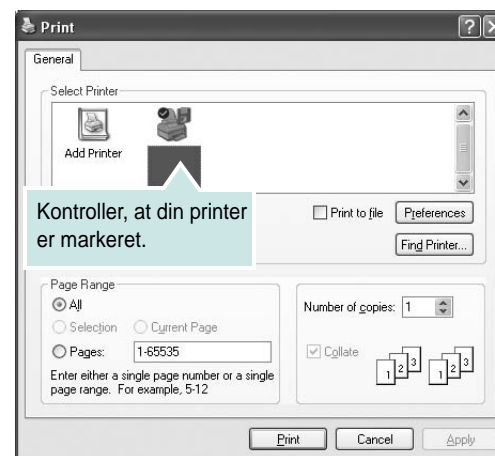 Print
General
Select Printer
Add Printer
Kontroller, at din printer
er markeret.
Print to file
Preferences
Find Printer...
Page Range
All
Selection
Current Page
Pages:
1-65535
Enter either a single page number or a single
page range. For example, 5-12
Number of copies:
1
Collate
1 2 3 1 2 3
Print
Cancel
Apply